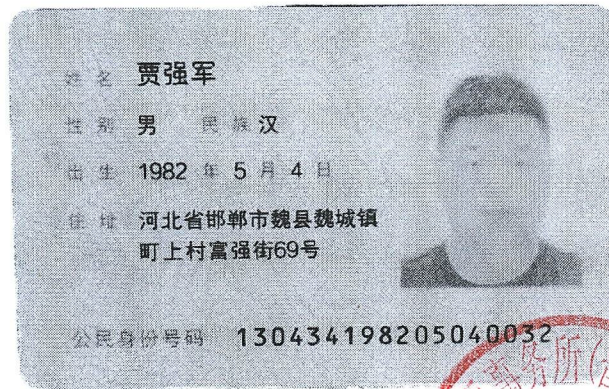 姓名 贾强军
性别 男 民族 汉
出生 1982 年 5 月 4 日
住址 河北省邯郸市魏县魏城镇
町上村富强街69号
公民身份号码 130434198205040032
务所(